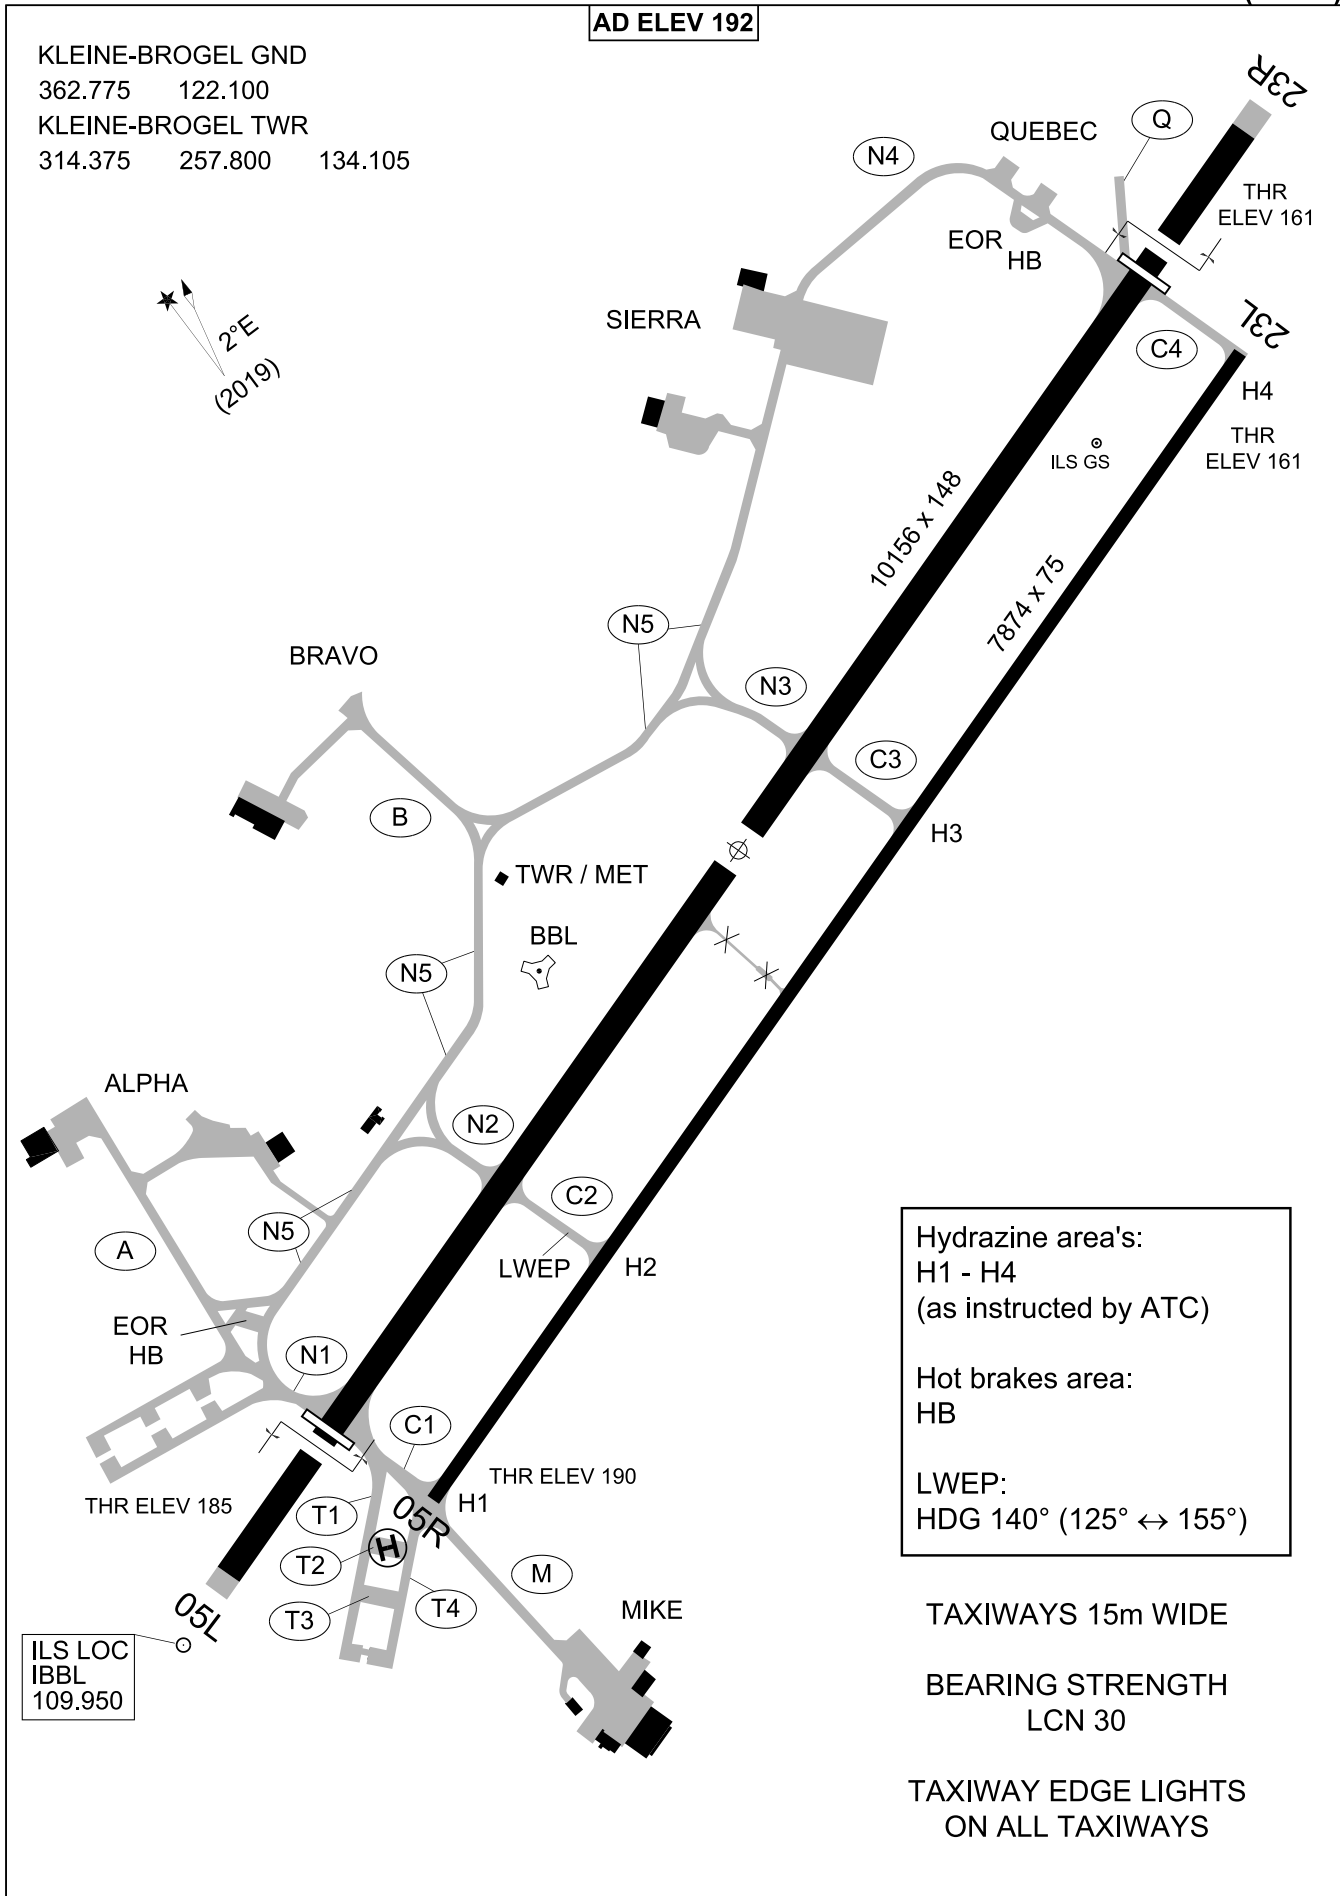 AD ELEV 192
KLEINE-BROGEL GND
362.775 122.100
KLEINE-BROGEL TWR
314.375 257.800 134.105
23R
Q
QUEBEC
N4
THR
ELEV 161
EOR
HB
2°E
(2019)
SIERRA
23L
C4
H4
THR
ELEV 161
ILS GS
10156 x 148
7874 x 75
N5
BRAVO
N3
C3
B
H3
TWR / MET
BBL
N5
ALPHA
N2
C2
N5
A
LWEP
H2
EOR
HB
N1
C1
THR ELEV 190
THR ELEV 185
H1
T1
05R
H
T2
M
T3
T4
05L
MIKE
ILS LOC
IBBL
109.950
Hydrazine area's:
H1 - H4
(as instructed by ATC)
Hot brakes area:
HB
LWEP:
HDG 140° (125° ↔ 155°)
TAXIWAYS 15m WIDE
BEARING STRENGTH
LCN 30
TAXIWAY EDGE LIGHTS
ON ALL TAXIWAYS